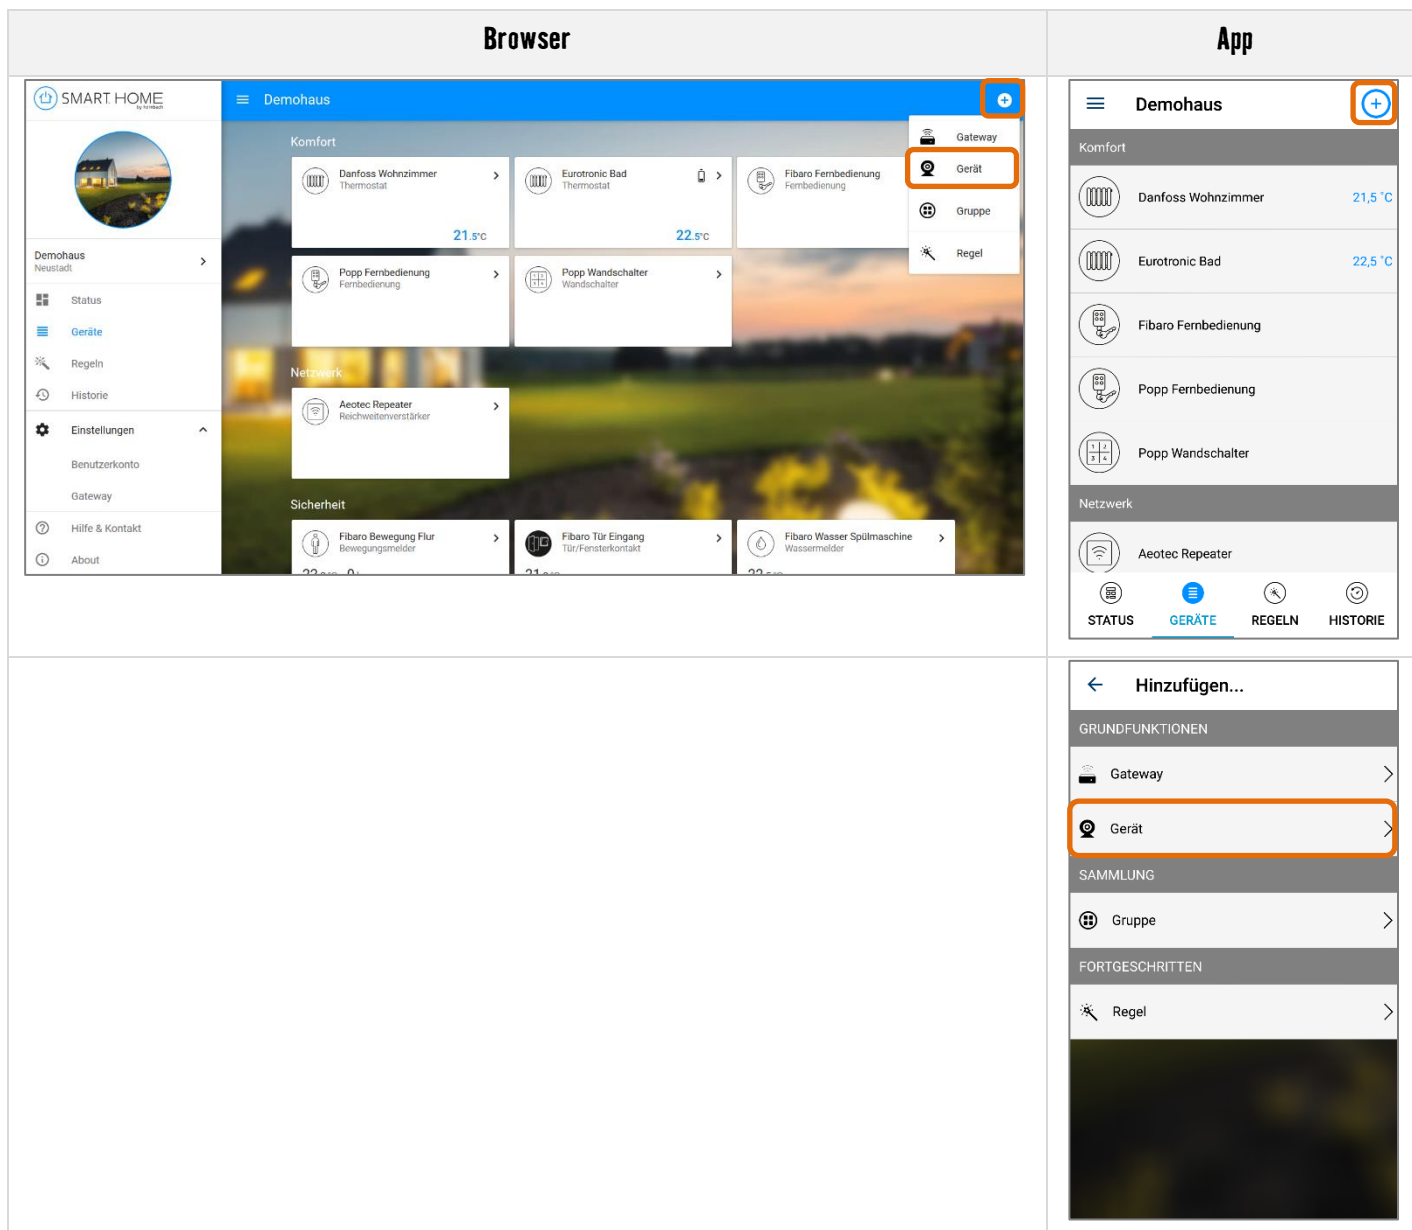 Browser
App
SMART HOME
by hornbach
Demohaus
Neustadt
Status
Geräte
Regeln
Historie
Einstellungen
Benutzerkonto
Gateway
Hilfe & Kontakt
About
Demohaus
Komfort
Danfoss Wohnzimmer
Thermostat
21.5°C
Eurotronic Bad
Thermostat
22.5°C
Fibaro Fernbedienung
Fernbedienung
Popp Fernbedienung
Fernbedienung
Popp Wandschalter
Wandschalter
Gateway
Gerät
Gruppe
Regel
Netzwerk
Aeotec Repeater
Reichweitenverstärker
Sicherheit
Fibaro Bewegung Flur
Bewegungsmelder
Fibaro Tür Eingang
Tür/Fensterkontakt
Fibaro Wasser Spülmaschine
Wassermelder
Demohaus
Komfort
Danfoss Wohnzimmer 21,5 °C
Eurotronic Bad 22,5 °C
Fibaro Fernbedienung
Popp Fernbedienung
Popp Wandschalter
Netzwerk
Aeotec Repeater
STATUS GERÄTE REGELN HISTORIE
Hinzufügen...
GRUNDFUNKTIONEN
Gateway
Gerät
SAMMLUNG
Gruppe
FORTGESCHRITTEN
Regel